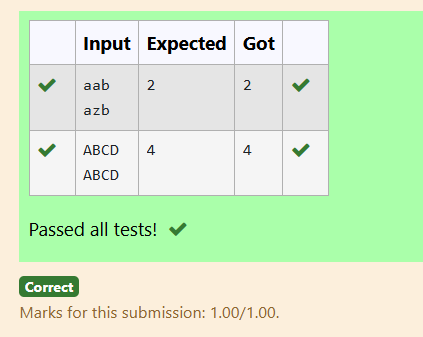 Input Expected Got
aab 2 2
azb
ABCD 4 4
ABCD
Passed all tests!
Correct
Marks for this submission: 1.00/1.00.